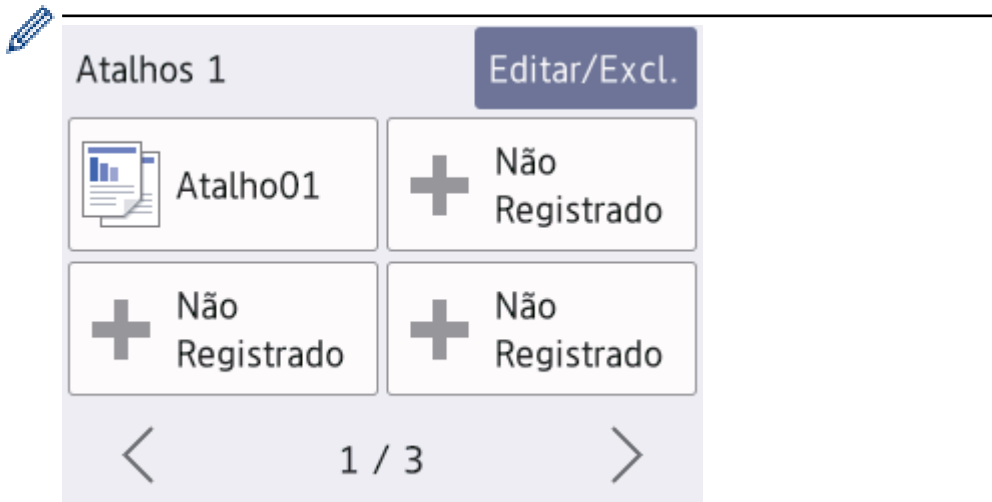 Atalhos 1
Editar/Excl.
Atalho01
Não
Registrado
Não
Registrado
Não
Registrado
1 / 3